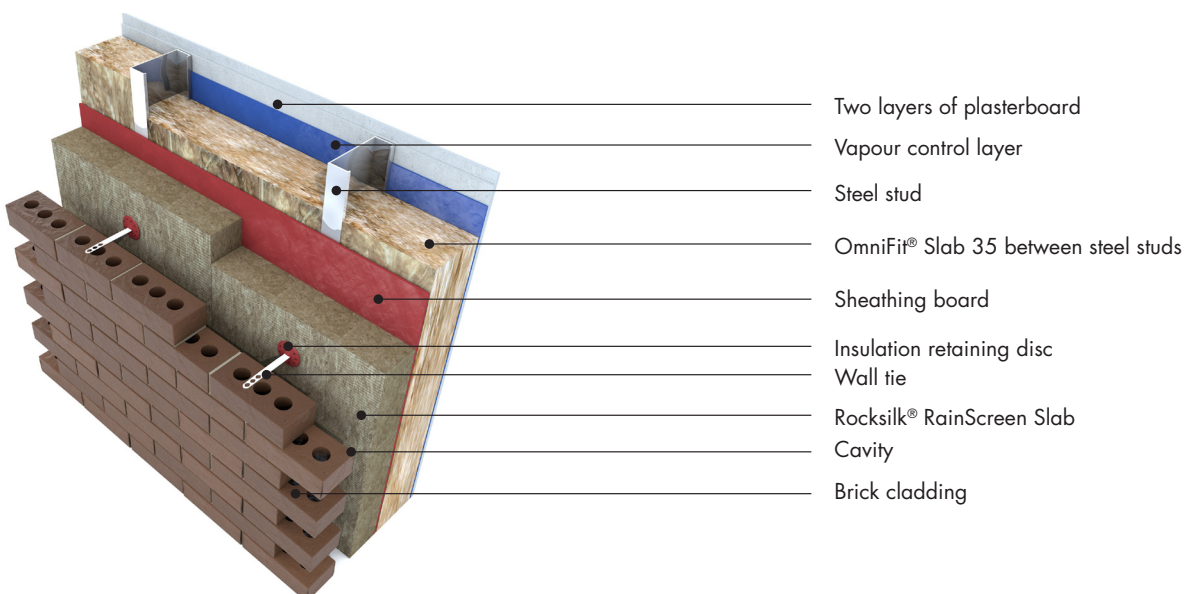 Two layers of plasterboard
Vapour control layer
Steel stud
OmniFit® Slab 35 between steel studs
Sheathing board
Insulation retaining disc
Wall tie
Rocksilk® RainScreen Slab
Cavity
Brick cladding